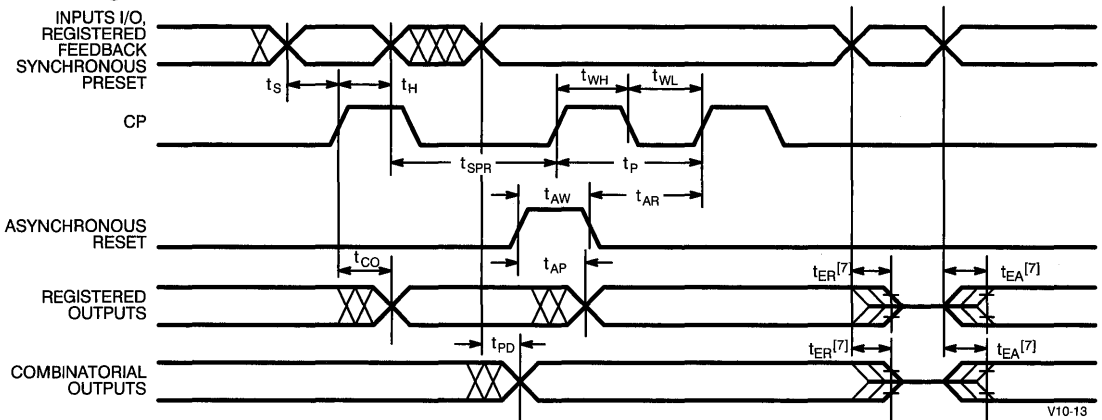 INPUTS I/O,
REGISTERED
FEEDBACK
SYNCHRONOUS
PRESET
tS
tH
tWH
tWL
CP
tSPR
tP
tAW
tAR
ASYNCHRONOUS
RESET
tCO
tAP
tER[7]
tEA[7]
REGISTERED
OUTPUTS
tPD
tER[7]
tEA[7]
COMBINATORIAL
OUTPUTS
V10-13